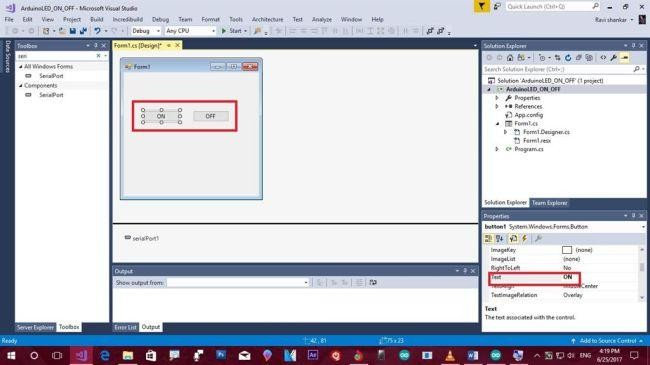 ArduinoLED_ON_OFF - Microsoft Visual Studio
Quick Launch (Ctrl+Q)
File Edit View Project Build IncrediBuild Debug Team Format Tools Architecture Test Analyze Window Help
Ravi shankar
Debug Any CPU Start
Data Sources
Toolbox
sen
All Windows Forms
SerialPort
Components
SerialPort
Server Explorer Toolbox
Form1.cs [Design]*
Form1
ON OFF
serialPort1
Output
Show output from:
Error List Output
Solution Explorer
Search Solution Explorer (Ctrl+;)
Solution 'ArduinoLED_ON_OFF' (1 project)
ArduinoLED_ON_OFF
Properties
References
App.config
Form1.cs
Form1.Designer.cs
Form1.resx
Program.cs
Solution Explorer Team Explorer
Properties
button1 System.Windows.Forms.Button
ImageKey (none)
ImageList (none)
RightToLeft No
Text ON
TextAlign MiddleCenter
TextImageRelation Overlay
Text
The text associated with the control.
Ready
42, 81
75 x 23
Add to Source Control
ENG
4:19 PM
6/25/2017